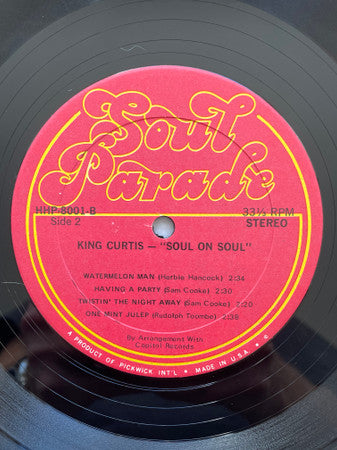 Soul
Parade
HHP-8001-B
Side 2
33⅓ RPM
STEREO
KING CURTIS — "SOUL ON SOUL"
WATERMELON MAN (Herbie Hancock) 2:34
HAVING A PARTY (Sam Cooke) 2:30
TWISTIN' THE NIGHT AWAY (Sam Cooke) 2:20
ONE MINT JULEP (Rudolph Toombs) 2:38
By Arrangement With
Capitol Records
A PRODUCT OF PICKWICK INT'L. • MADE IN U.S.A.